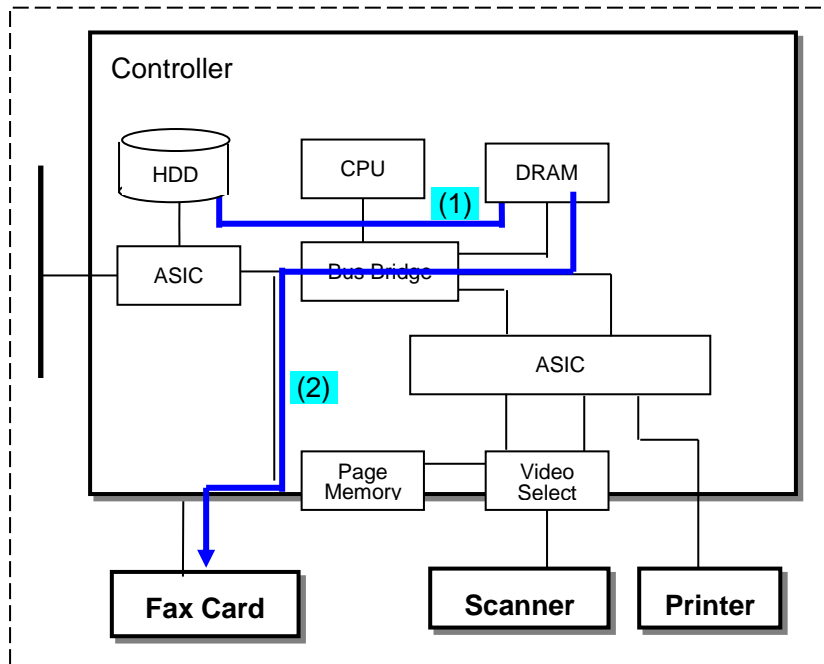 Controller
HDD
CPU
DRAM
(1)
ASIC
Bus Bridge
ASIC
(2)
Page
Memory
Video
Select
Fax Card
Scanner
Printer